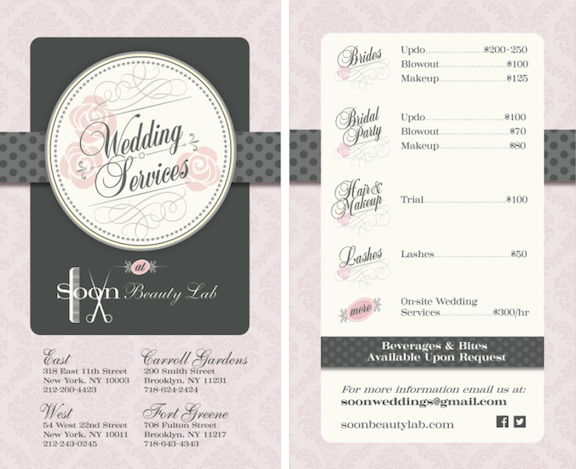 Wedding
Services
at
Soon Beauty Lab
East
318 East 11th Street
New York, NY 10003
212-260-4423
Carroll Gardens
290 Smith Street
Brooklyn, NY 11231
718-624-2424
West
54 West 22nd Street
New York, NY 10011
212-243-0245
Fort Greene
708 Fulton Street
Brooklyn, NY 11217
718-643-4343
Brides
Updo....................$200-250
Blowout..........................$100
Makeup..........................$125
Bridal
Party
Updo..............................$100
Blowout............................$70
Makeup............................$80
Hair &
Makeup
Trial..............................$100
Lashes
Lashes............................$50
more
On-site Wedding
Services....................$300/hr
Beverages & Bites
Available Upon Request
For more information email us at:
soonweddings@gmail.com
soonbeautylab.com